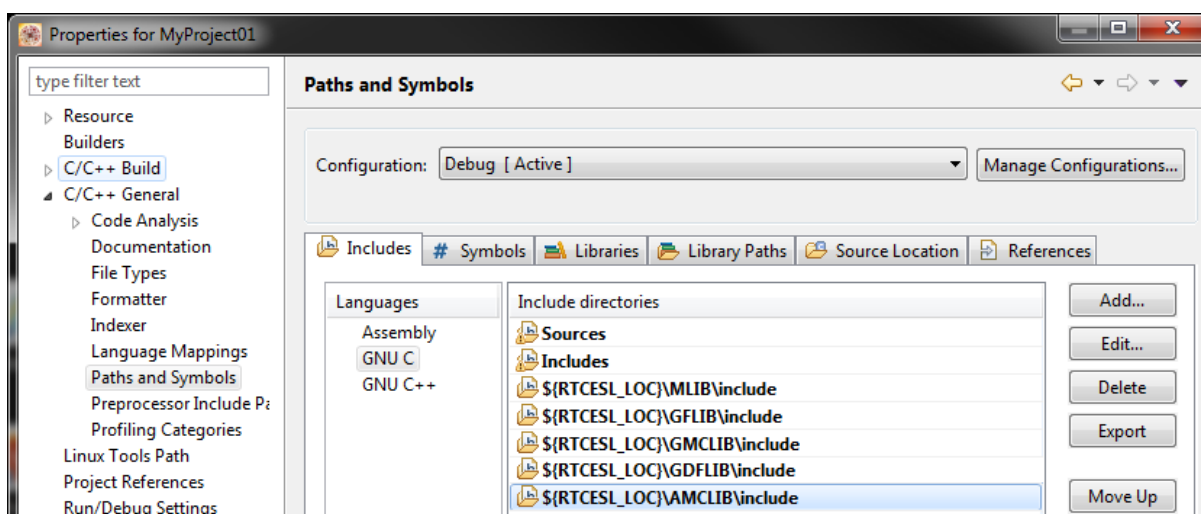 Properties for MyProject01
type filter text
Resource
Builders
C/C++ Build
C/C++ General
Code Analysis
Documentation
File Types
Formatter
Indexer
Language Mappings
Paths and Symbols
Preprocessor Include Pa
Profiling Categories
Linux Tools Path
Project References
Run/Debug Settings
Paths and Symbols
Configuration: Debug [ Active ] Manage Configurations...
Includes # Symbols Libraries Library Paths Source Location References
Languages
Assembly
GNU C
GNU C++
Include directories
Sources
Includes
${RTCESL_LOC}\MLIB\include
${RTCESL_LOC}\GFLIB\include
${RTCESL_LOC}\GMCLIB\include
${RTCESL_LOC}\GDFLIB\include
${RTCESL_LOC}\AMCLIB\include
Add...
Edit...
Delete
Export
Move Up